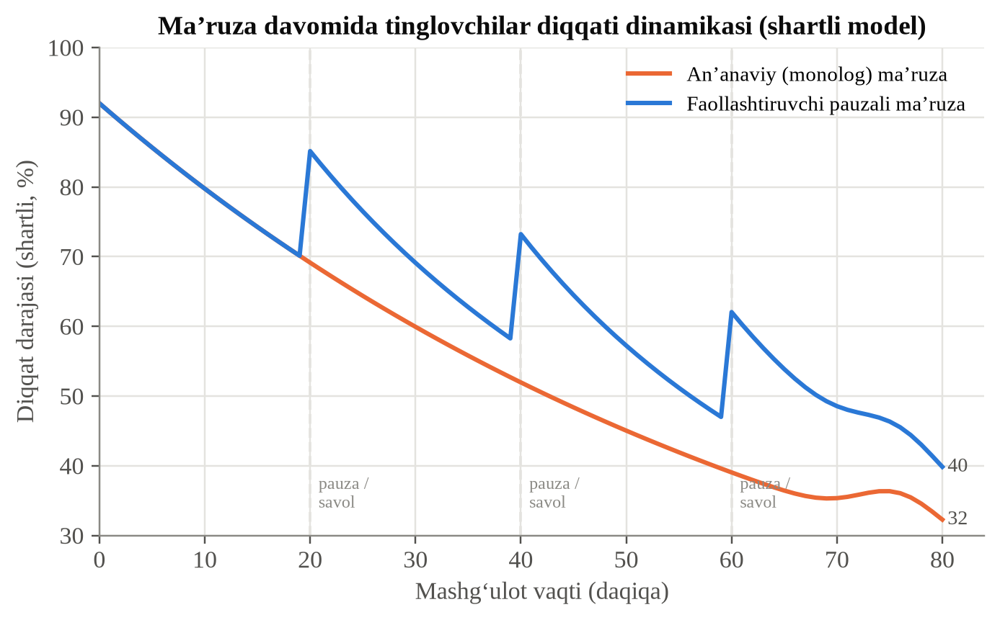 Ma’ruza davomida tinglovchilar diqqati dinamikasi (shartli model)
100
90
80
70
60
50
40
30
Diqqat darajasi (shartli, %)
An’anaviy (monolog) ma’ruza
Faollashtiruvchi pauzali ma’ruza
pauza /
savol
pauza /
savol
pauza /
savol
40
32
0 10 20 30 40 50 60 70 80
Mashg‘ulot vaqti (daqiqa)